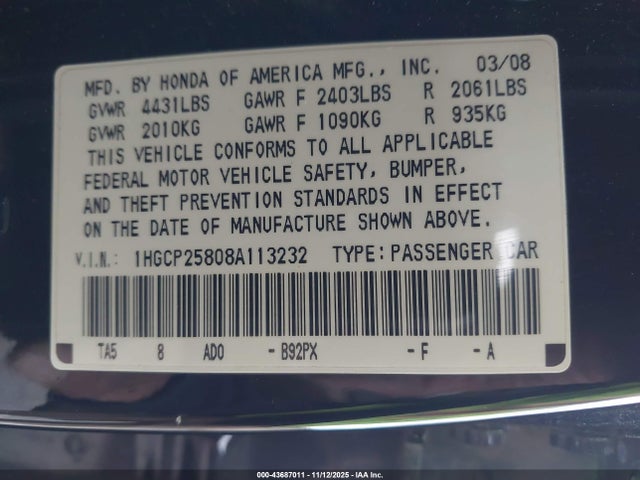 MFD. BY HONDA OF AMERICA MFG., INC. 03/08
GVWR 4431LBS GAWR F 2403LBS R 2061LBS
GVWR 2010KG GAWR F 1090KG R 935KG
THIS VEHICLE CONFORMS TO ALL APPLICABLE
FEDERAL MOTOR VEHICLE SAFETY, BUMPER,
AND THEFT PREVENTION STANDARDS IN EFFECT
ON THE DATE OF MANUFACTURE SHOWN ABOVE.
V.I.N.: 1HGCP25808A113232 TYPE: PASSENGER CAR
TA5 8 AD0 - B92PX - F - A
000-43687011 - 11/12/2025 - IAA Inc.